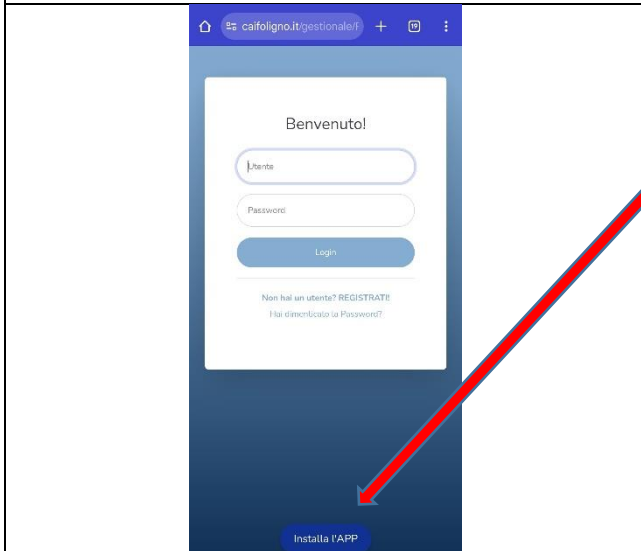 caifoligno.it/gestionale/F
19
Benvenuto!
Utente
Password
Login
Non hai un utente? REGISTRATI!
Hai dimenticato la Password?
Installa l'APP